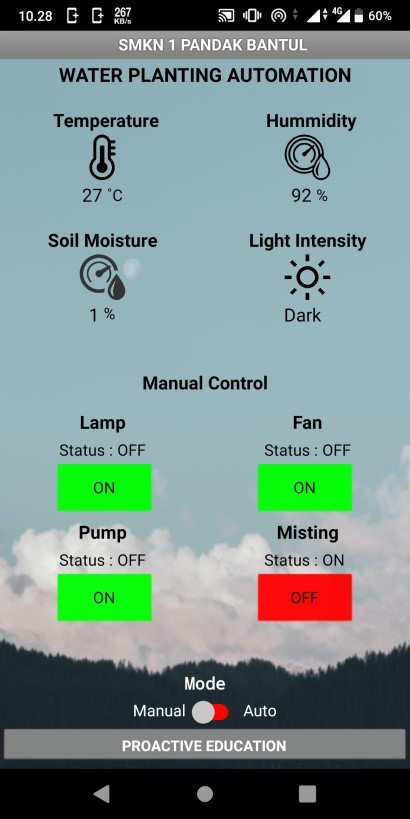 10.28 267 KB/s 4G 60%
SMKN 1 PANDAK BANTUL
WATER PLANTING AUTOMATION
Temperature Hummidity
27 °C 92 %
Soil Moisture Light Intensity
1 % Dark
Manual Control
Lamp Fan
Status : OFF Status : OFF
ON ON
Pump Misting
Status : OFF Status : ON
ON OFF
Mode
Manual Auto
PROACTIVE EDUCATION